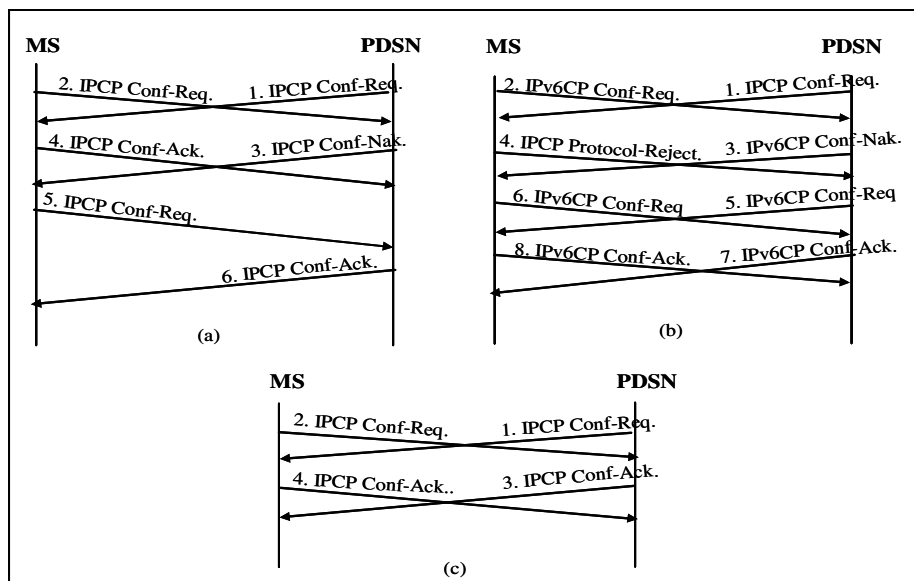 MS PDSN
2. IPCP Conf-Req. 1. IPCP Conf-Req.
4. IPCP Conf-Ack. 3. IPCP Conf-Nak.
5. IPCP Conf-Req.
6. IPCP Conf-Ack.
(a)
MS PDSN
2. IPv6CP Conf-Req. 1. IPCP Conf-Req.
4. IPCP Protocol-Reject. 3. IPv6CP Conf-Nak.
6. IPv6CP Conf-Req 5. IPv6CP Conf-Req
8. IPv6CP Conf-Ack. 7. IPv6CP Conf-Ack.
(b)
MS PDSN
2. IPCP Conf-Req. 1. IPCP Conf-Req.
4. IPCP Conf-Ack.. 3. IPCP Conf-Ack.
(c)